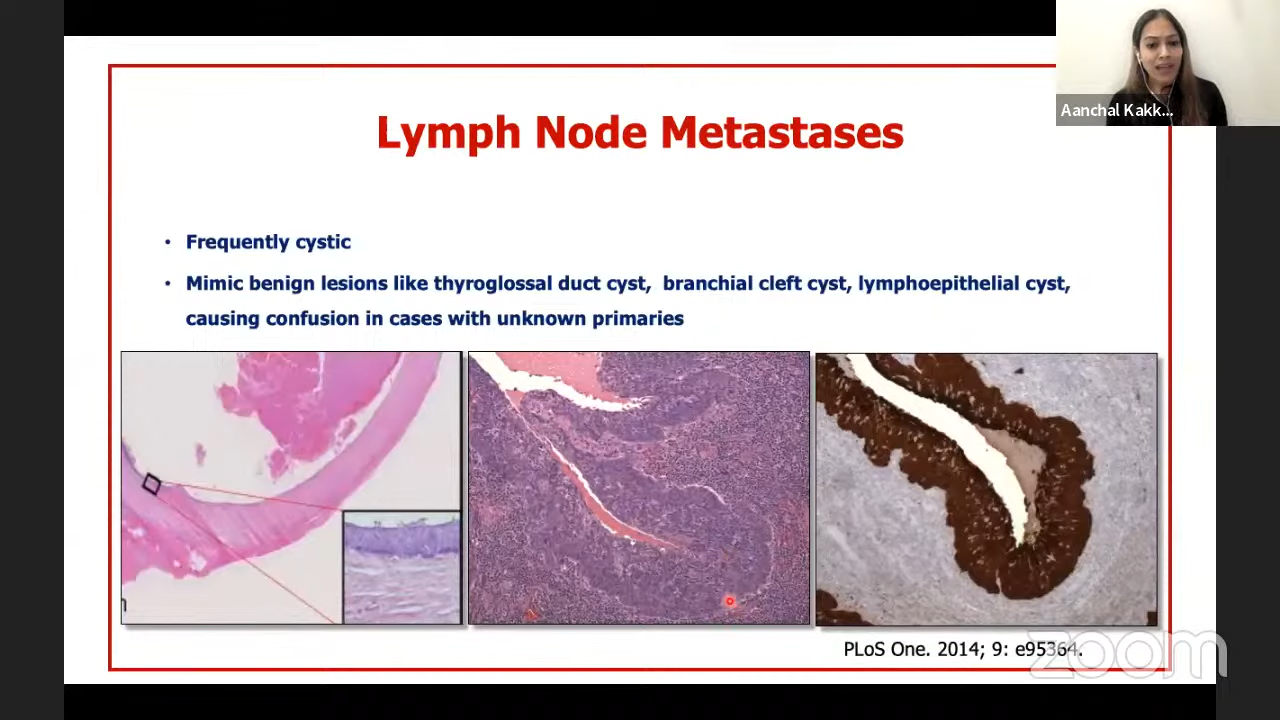 Aanchal Kakk...
Lymph Node Metastases
• Frequently cystic
• Mimic benign lesions like thyroglossal duct cyst, branchial cleft cyst, lymphoepithelial cyst,
causing confusion in cases with unknown primaries
PLoS One. 2014; 9: e95364.
zoom